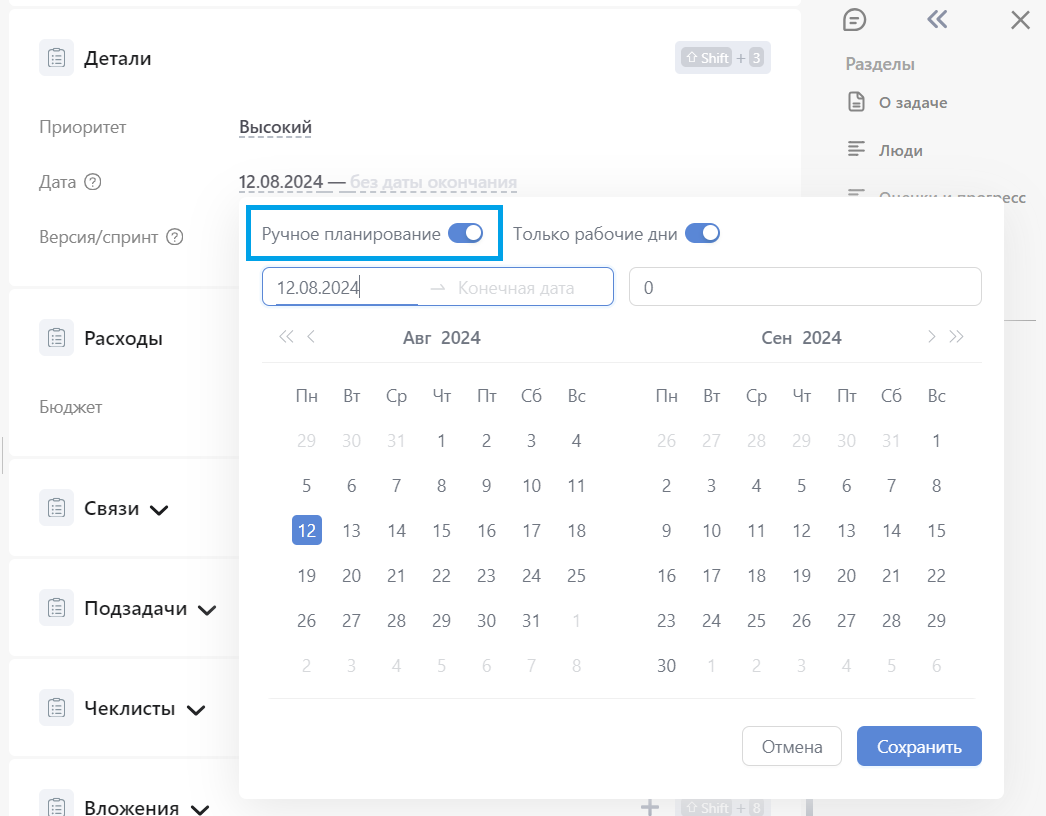 Детали
Shift + 3
Приоритет Высокий
Дата 12.08.2024 — без даты окончания
Версия/спринт
Ручное планирование Только рабочие дни
12.08.2024 → Конечная дата 0
Авг 2024 Сен 2024
Пн Вт Ср Чт Пт Сб Вс Пн Вт Ср Чт Пт Сб Вс
29 30 31 1 2 3 4 26 27 28 29 30 31 1
5 6 7 8 9 10 11 2 3 4 5 6 7 8
12 13 14 15 16 17 18 9 10 11 12 13 14 15
19 20 21 22 23 24 25 16 17 18 19 20 21 22
26 27 28 29 30 31 1 23 24 25 26 27 28 29
2 3 4 5 6 7 8 30 1 2 3 4 5 6
Отмена Сохранить
Расходы
Бюджет
Связи
Подзадачи
Чеклисты
Вложения
+ Shift + 8
Разделы
О задаче
Люди
Оценки и прогресс